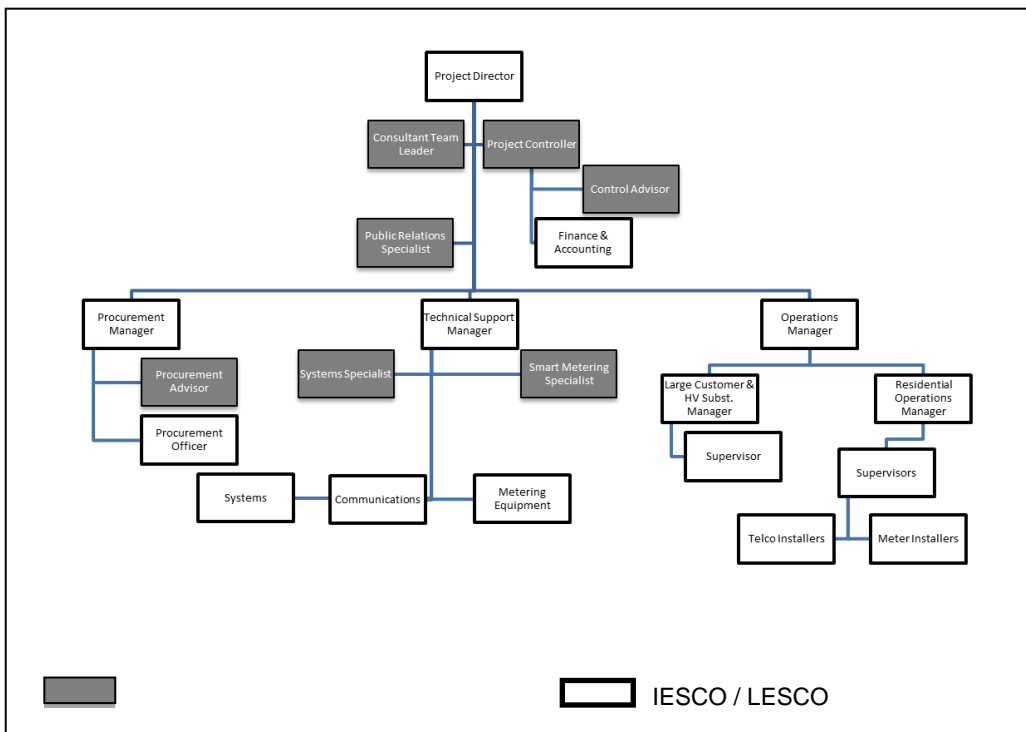 Project Director
Consultant Team
Leader
Project Controller
Control Advisor
Public Relations
Specialist
Finance &
Accounting
Procurement
Manager
Technical Support
Manager
Operations
Manager
Procurement
Advisor
Systems Specialist
Smart Metering
Specialist
Large Customer &
HV Subst.
Manager
Residential
Operations
Manager
Procurement
Officer
Supervisor
Supervisors
Systems
Communications
Metering
Equipment
Telco Installers
Meter Installers
IESCO / LESCO